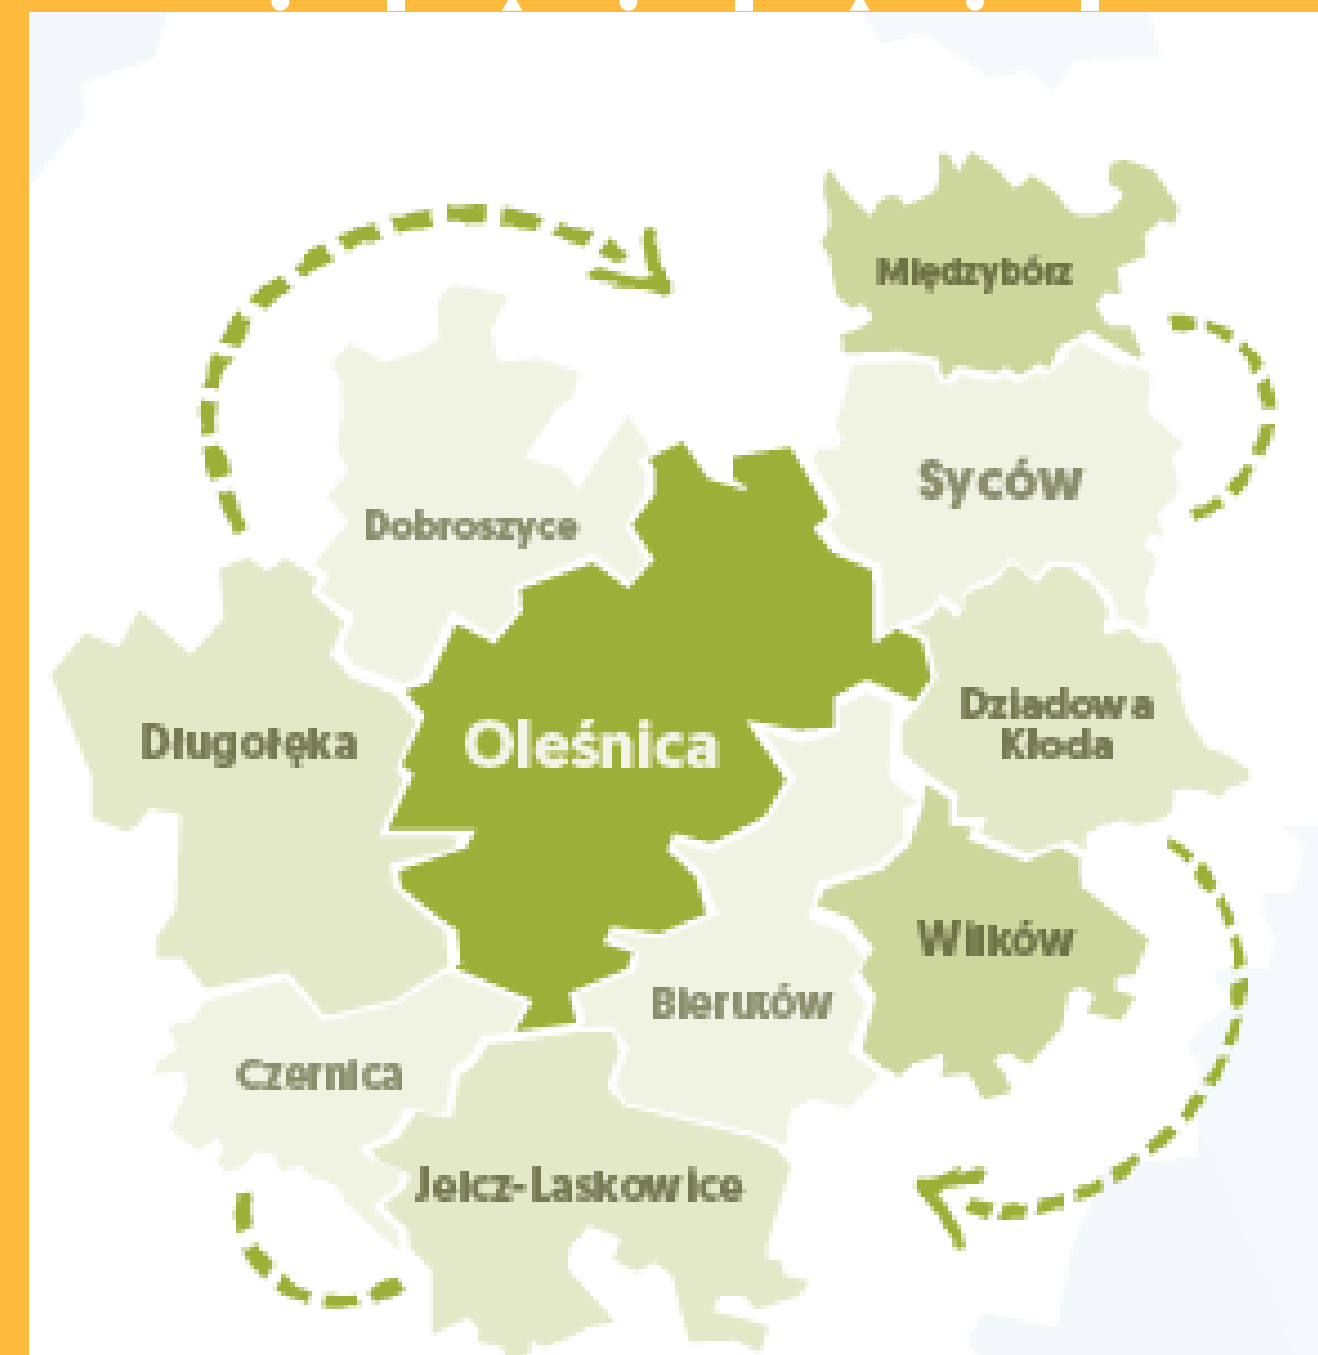 Międzybórz
Syców
Dobroszyce
Dziadowa
Kłoda
Długołęka
Oleśnica
Wilków
Bierutów
Czernica
Jelcz-Laskowice